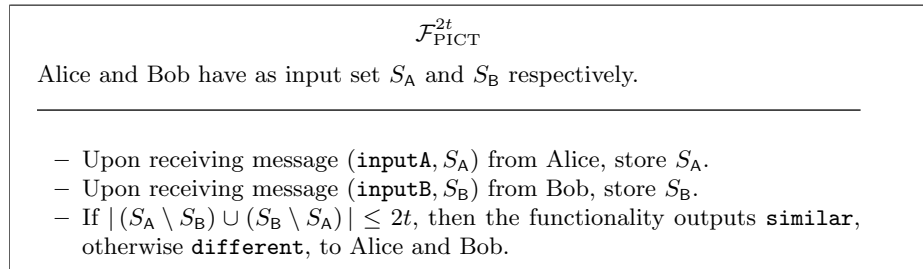 𝓕_PICT^2t
Alice and Bob have as input set S_A and S_B respectively.
– Upon receiving message (inputA, S_A) from Alice, store S_A.
– Upon receiving message (inputB, S_B) from Bob, store S_B.
– If | (S_A \ S_B) ∪ (S_B \ S_A) | ≤ 2t, then the functionality outputs similar,
otherwise different, to Alice and Bob.